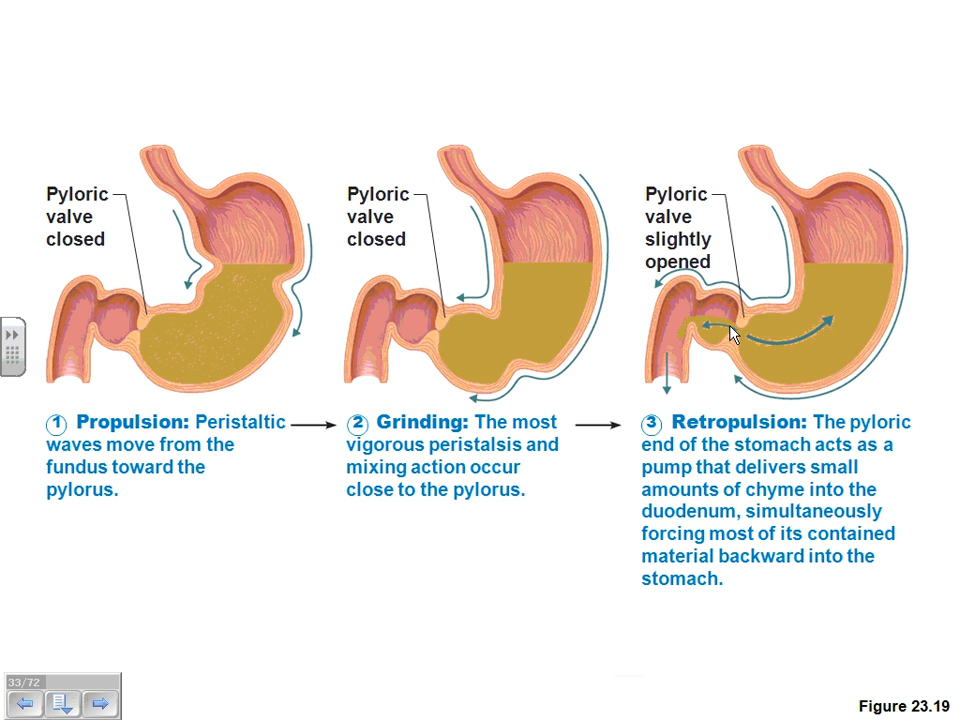 Pyloric
valve
closed
Pyloric
valve
closed
Pyloric
valve
slightly
opened
1 Propulsion: Peristaltic
waves move from the
fundus toward the
pylorus.
2 Grinding: The most
vigorous peristalsis and
mixing action occur
close to the pylorus.
3 Retropulsion: The pyloric
end of the stomach acts as a
pump that delivers small
amounts of chyme into the
duodenum, simultaneously
forcing most of its contained
material backward into the
stomach.
33/72
Figure 23.19